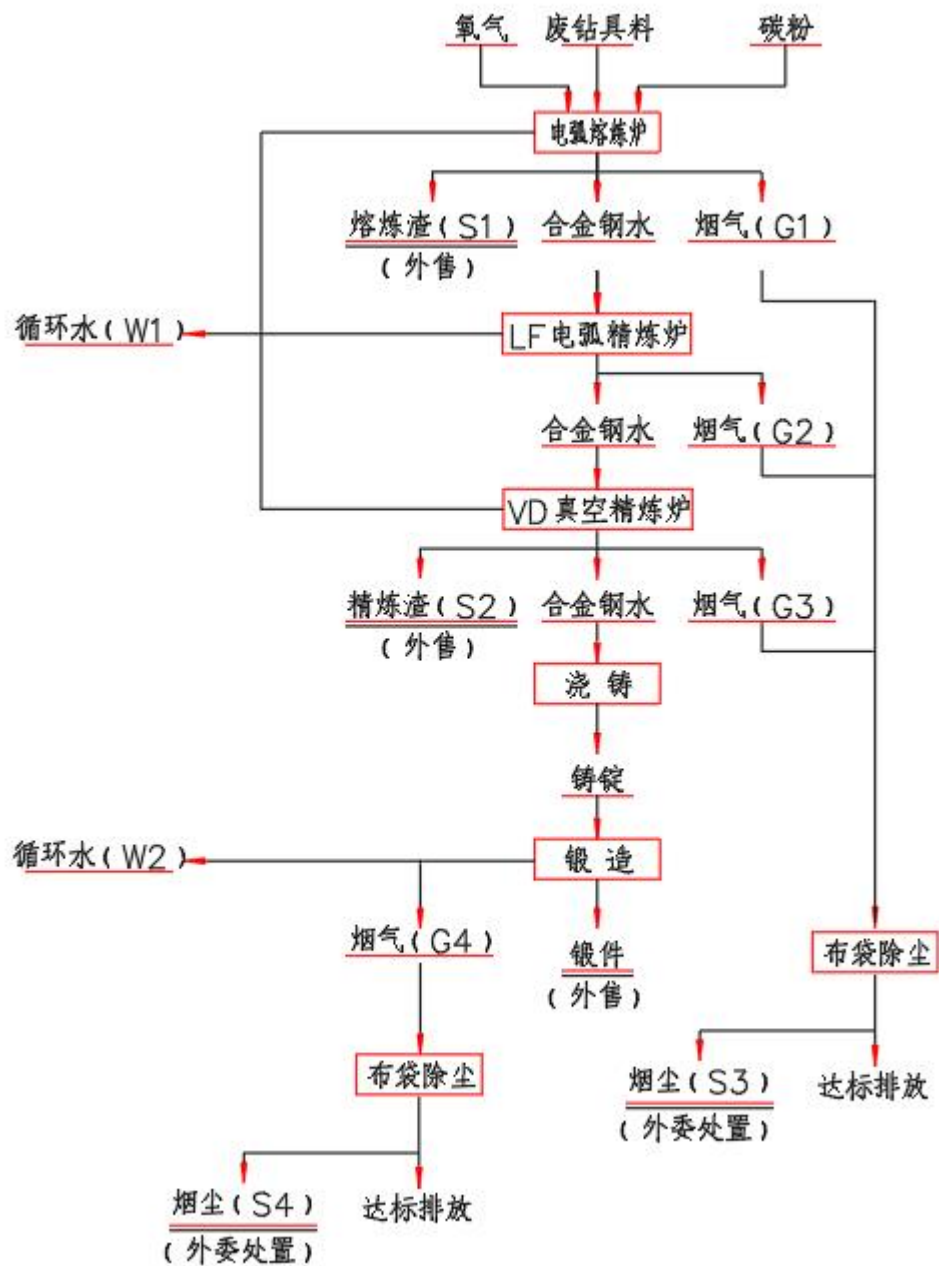 氧气 废钻具料 碳粉
电弧熔炼炉
熔炼渣(S1) 合金钢水 烟气(G1)
(外售)
循环水(W1) LF电弧精炼炉
合金钢水 烟气(G2)
VD真空精炼炉
精炼渣(S2) 合金钢水 烟气(G3)
(外售)
浇铸
铸锭
循环水(W2) 锻造
烟气(G4) 锻件 布袋除尘
(外售)
布袋除尘 烟尘(S3) 达标排放
(外委处置)
烟尘(S4) 达标排放
(外委处置)